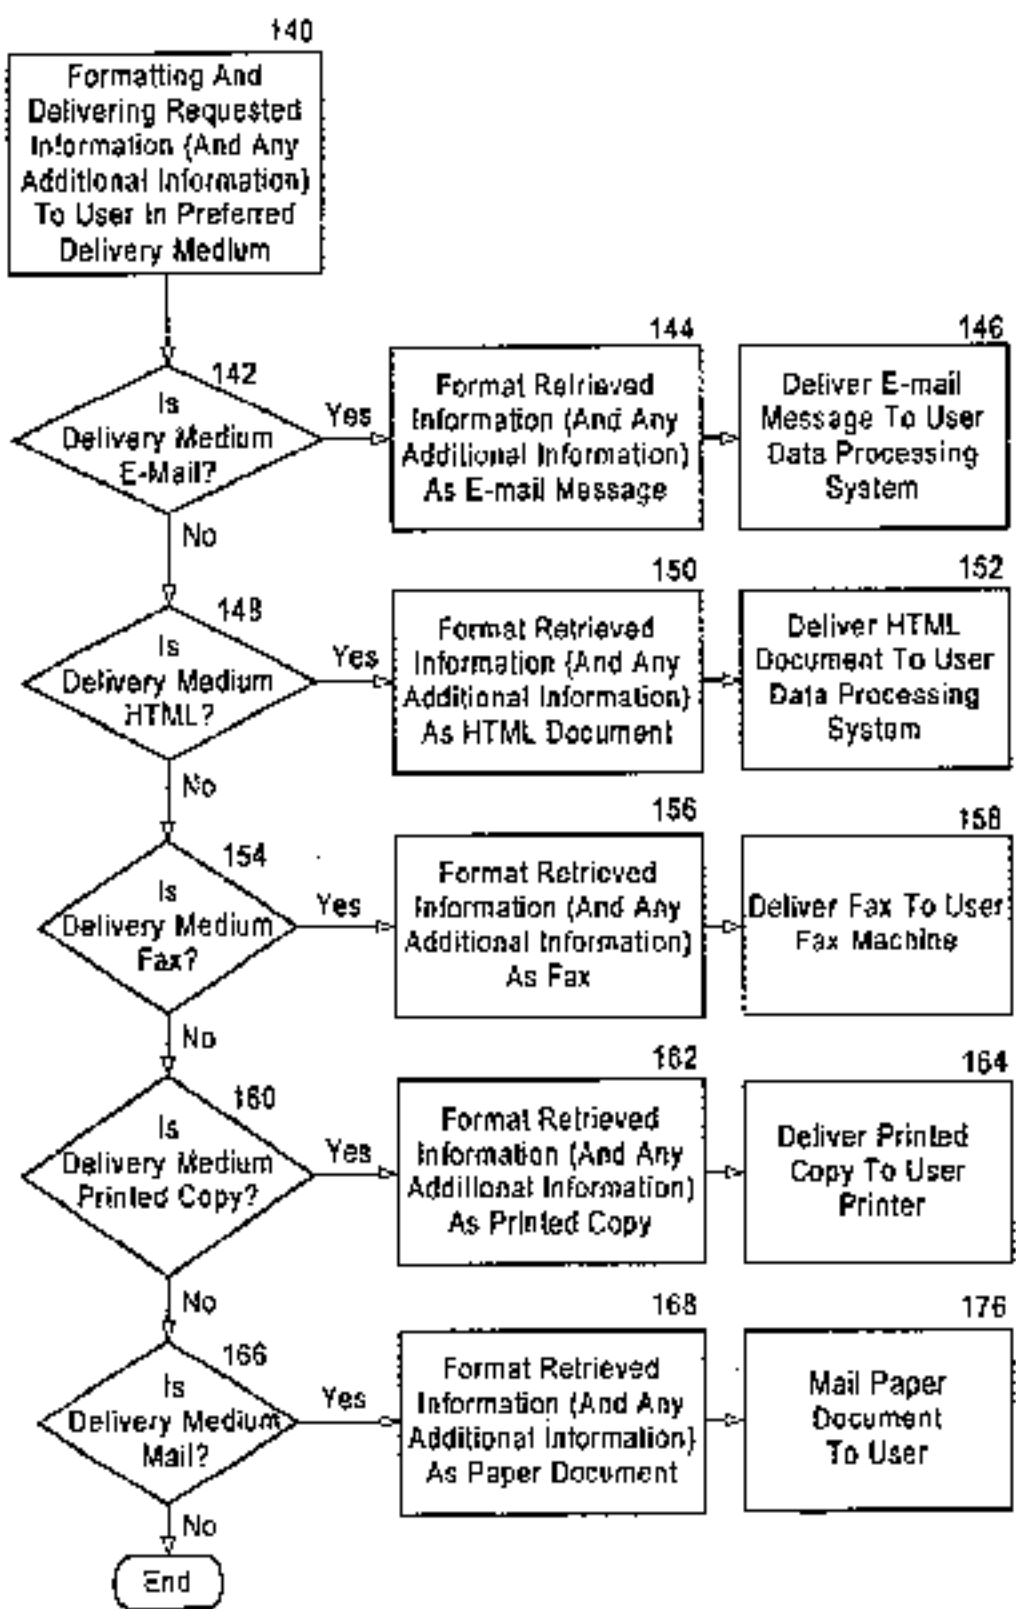 140
Formatting And
Delivering Requested
Information (And Any
Additional Information)
To User In Preferred
Delivery Medium
142
Is
Delivery Medium
E-Mail?
Yes
144
Format Retrieved
Information (And Any
Additional Information)
As E-mail Message
146
Deliver E-mail
Message To User
Data Processing
System
No
148
Is
Delivery Medium
HTML?
Yes
150
Format Retrieved
Information (And Any
Additional Information)
As HTML Document
152
Deliver HTML
Document To User
Data Processing
System
No
154
Is
Delivery Medium
Fax?
Yes
156
Format Retrieved
Information (And Any
Additional Information)
As Fax
158
Deliver Fax To User
Fax Machine
No
160
Is
Delivery Medium
Printed Copy?
Yes
162
Format Retrieved
Information (And Any
Additional Information)
As Printed Copy
164
Deliver Printed
Copy To User
Printer
No
166
Is
Delivery Medium
Mail?
Yes
168
Format Retrieved
Information (And Any
Additional Information)
As Paper Document
176
Mail Paper
Document
To User
No
End